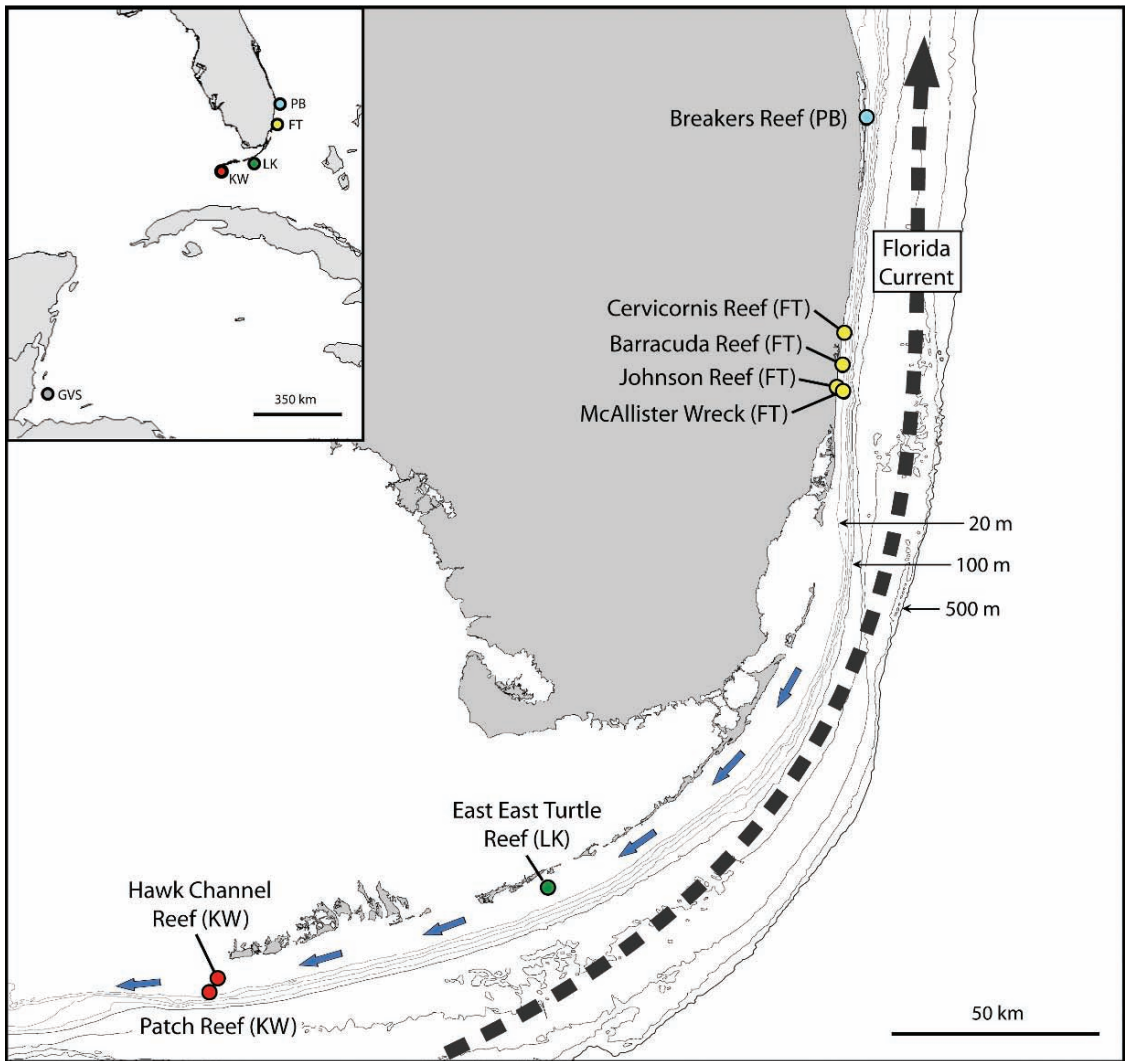 PB
FT
LK
KW
GVS
350 km
Breakers Reef (PB)
Florida
Current
Cervicornis Reef (FT)
Barracuda Reef (FT)
Johnson Reef (FT)
McAllister Wreck (FT)
20 m
100 m
500 m
East East Turtle
Reef (LK)
Hawk Channel
Reef (KW)
Patch Reef (KW)
50 km